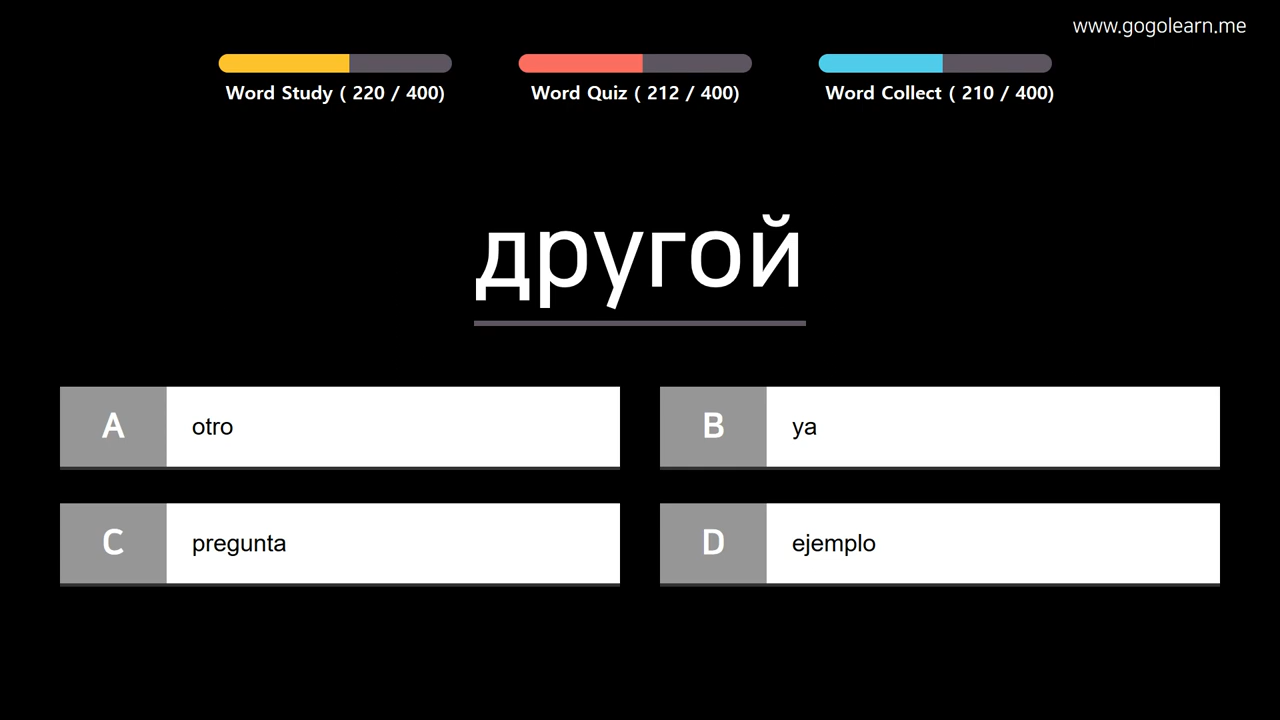 www.gogolearn.me
Word Study ( 220 / 400)
Word Quiz ( 212 / 400)
Word Collect ( 210 / 400)
другой
A otro
B ya
C pregunta
D ejemplo